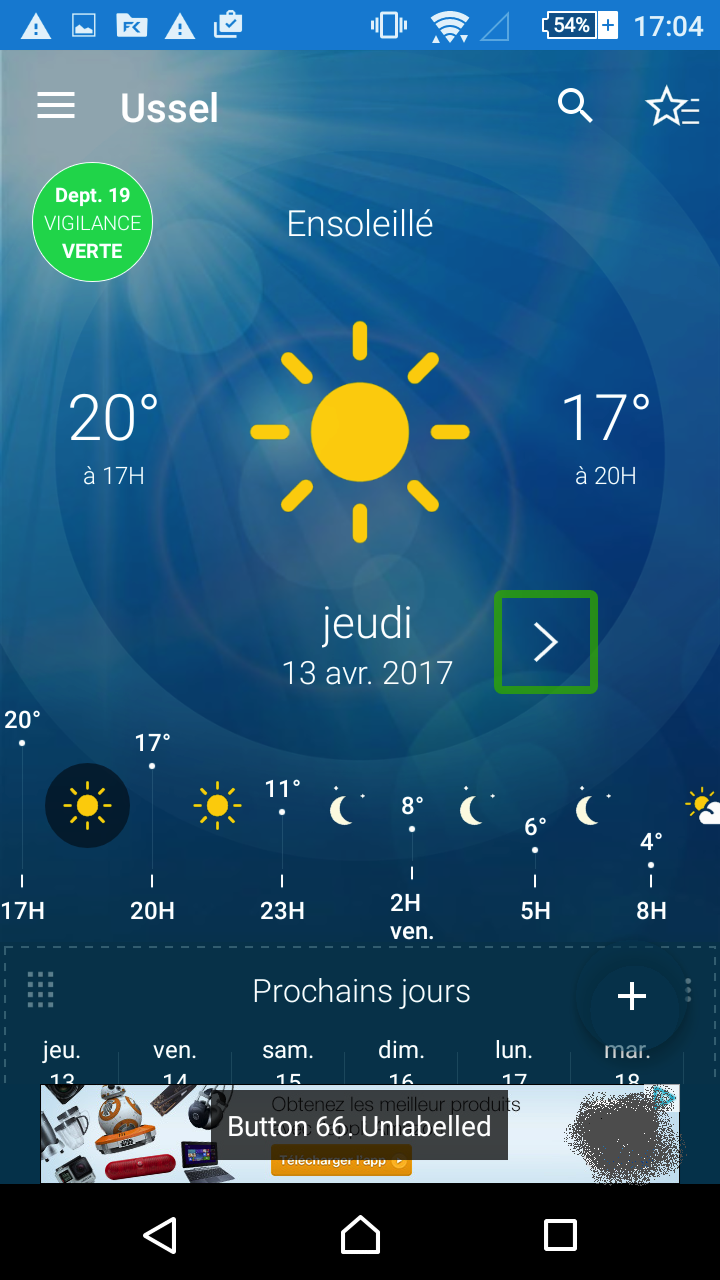 54% 17:04
Ussel
Dept. 19
VIGILANCE
VERTE
Ensoleillé
20°
à 17H
17°
à 20H
jeudi
13 avr. 2017
20° 17° 11° 8° 6° 4°
17H 20H 23H 2H 5H 8H
ven.
Prochains jours
jeu. ven. sam. dim. lun. mar.
13 14 15 16 17 18
Obtenez les meilleur produits
Button 66. Unlabelled
Télécharger l'app